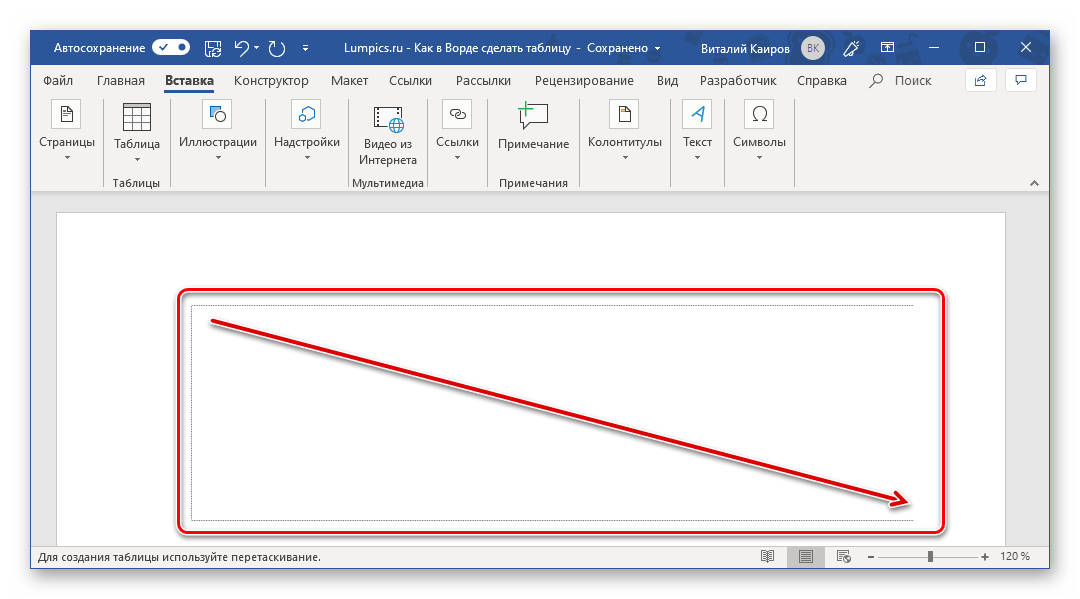 Автосохранение Lumpics.ru - Как в Ворде сделать таблицу - Сохранено Виталий Каиров ВК
Файл Главная Вставка Конструктор Макет Ссылки Рассылки Рецензирование Вид Разработчик Справка Поиск
Страницы Таблица Иллюстрации Надстройки Видео из Интернета Ссылки Примечание Колонтитулы Текст Символы
Таблицы Мультимедиа Примечания
Для создания таблицы используйте перетаскивание. 120 %